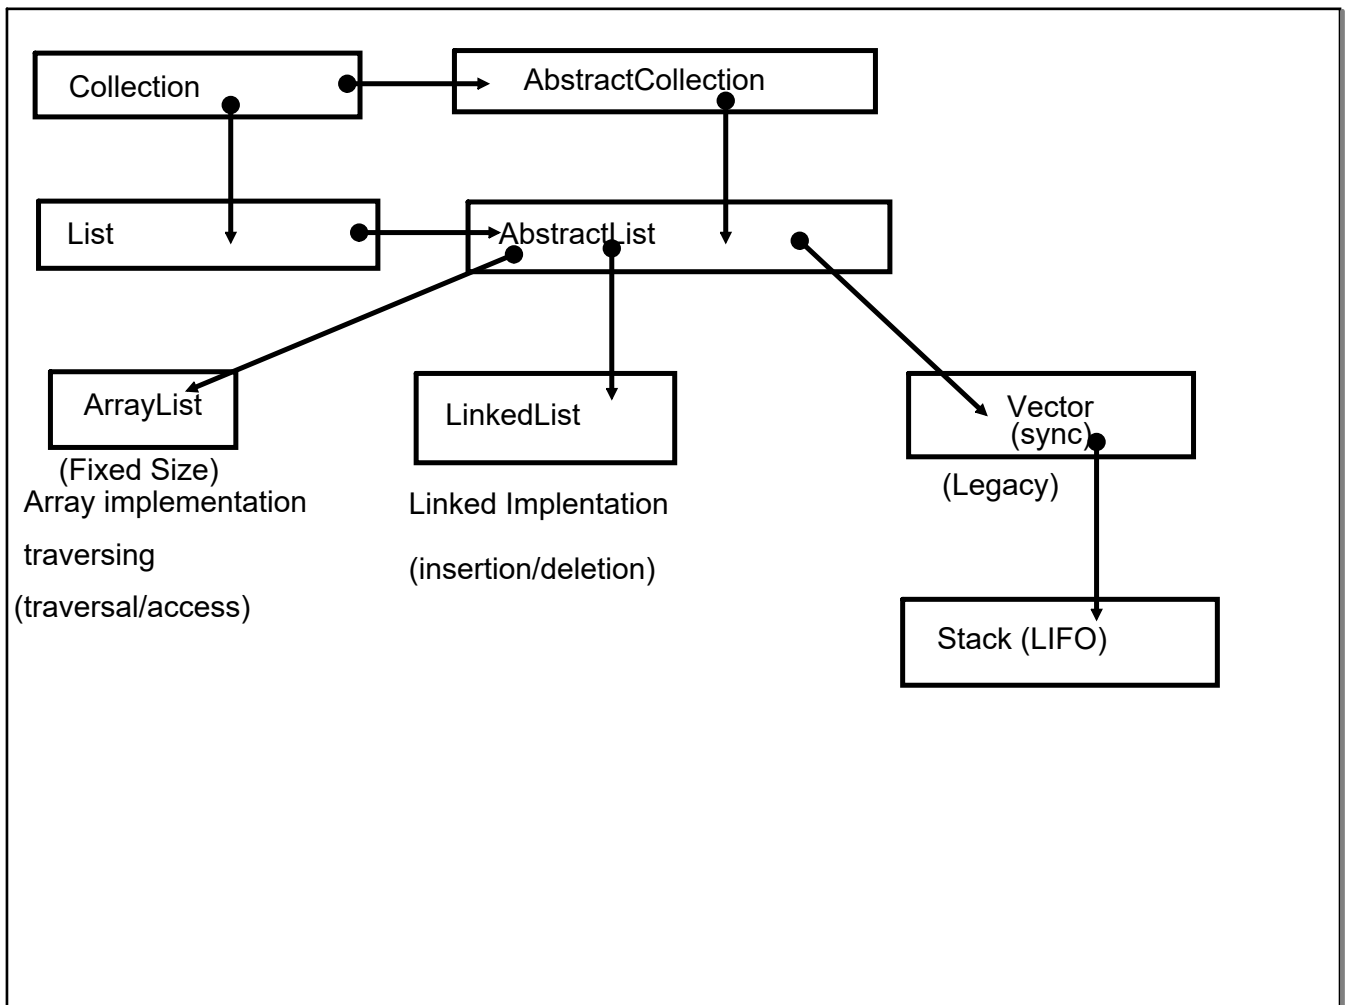 Collection
AbstractCollection
List
AbstractList
ArrayList
LinkedList
Vector
(sync)
(Fixed Size)
Array implementation
traversing
(traversal/access)
Linked Implentation
(insertion/deletion)
(Legacy)
Stack (LIFO)